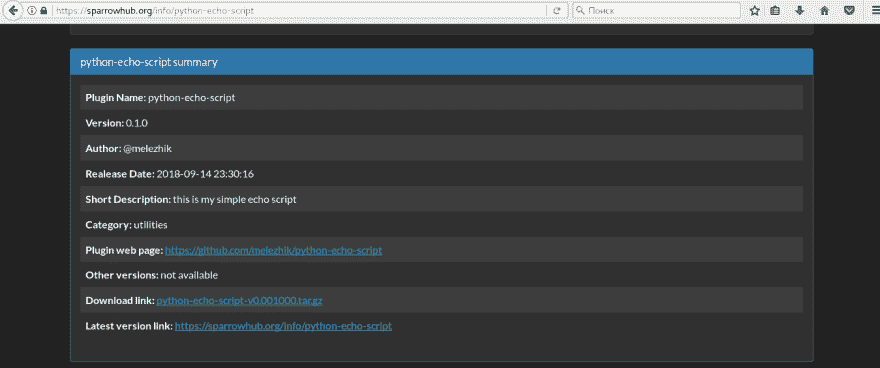 https://sparrowhub.org/info/python-echo-script
Поиск
python-echo-script summary
Plugin Name: python-echo-script
Version: 0.1.0
Author: @melezhik
Realease Date: 2018-09-14 23:30:16
Short Description: this is my simple echo script
Category: utilities
Plugin web page: https://github.com/melezhik/python-echo-script
Other versions: not available
Download link: python-echo-script-v0.001000.tar.gz
Latest version link: https://sparrowhub.org/info/python-echo-script